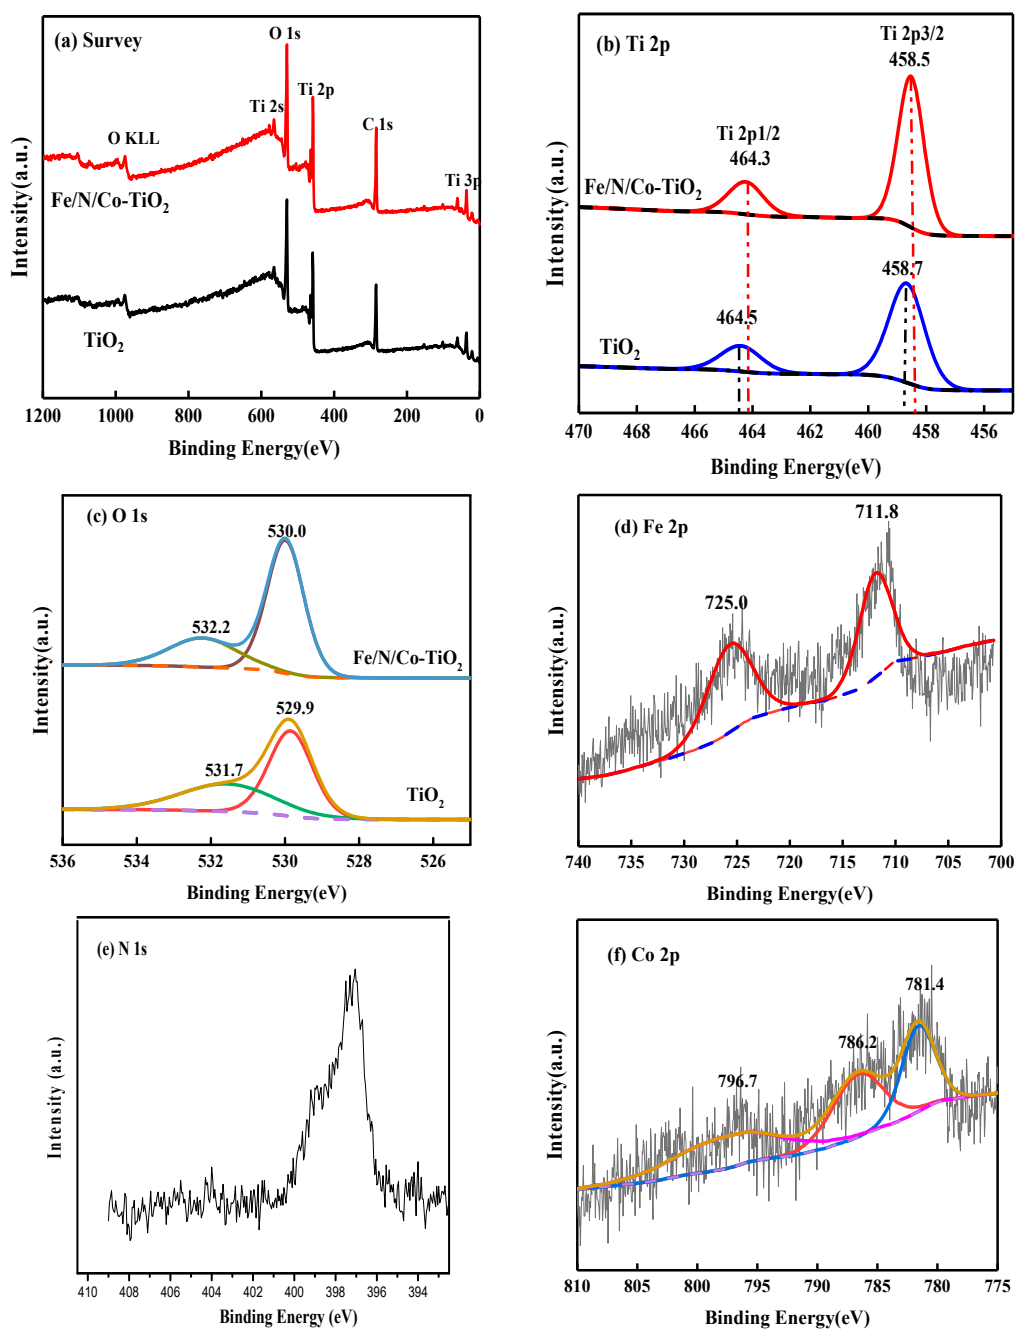 (a) Survey
O 1s
Ti 2s
Ti 2p
C 1s
O KLL
Ti 3p
Fe/N/Co-TiO₂
TiO₂
Intensity(a.u.)
1200 1000 800 600 400 200 0
Binding Energy(eV)
(b) Ti 2p
Ti 2p3/2
458.5
Ti 2p1/2
464.3
Fe/N/Co-TiO₂
458.7
464.5
TiO₂
Intensity(a.u.)
470 468 466 464 462 460 458 456
Binding Energy(eV)
(c) O 1s
530.0
532.2
Fe/N/Co-TiO₂
529.9
531.7
TiO₂
Intensity(a.u.)
536 534 532 530 528 526
Binding Energy(eV)
(d) Fe 2p
711.8
725.0
Intensity(a.u.)
740 735 730 725 720 715 710 705 700
Binding Energy(eV)
(e) N 1s
Intensity (a.u.)
410 408 406 404 402 400 398 396 394
Binding Energy (eV)
(f) Co 2p
781.4
786.2
796.7
Intensity(a.u.)
810 805 800 795 790 785 780 775
Binding Energy(eV)